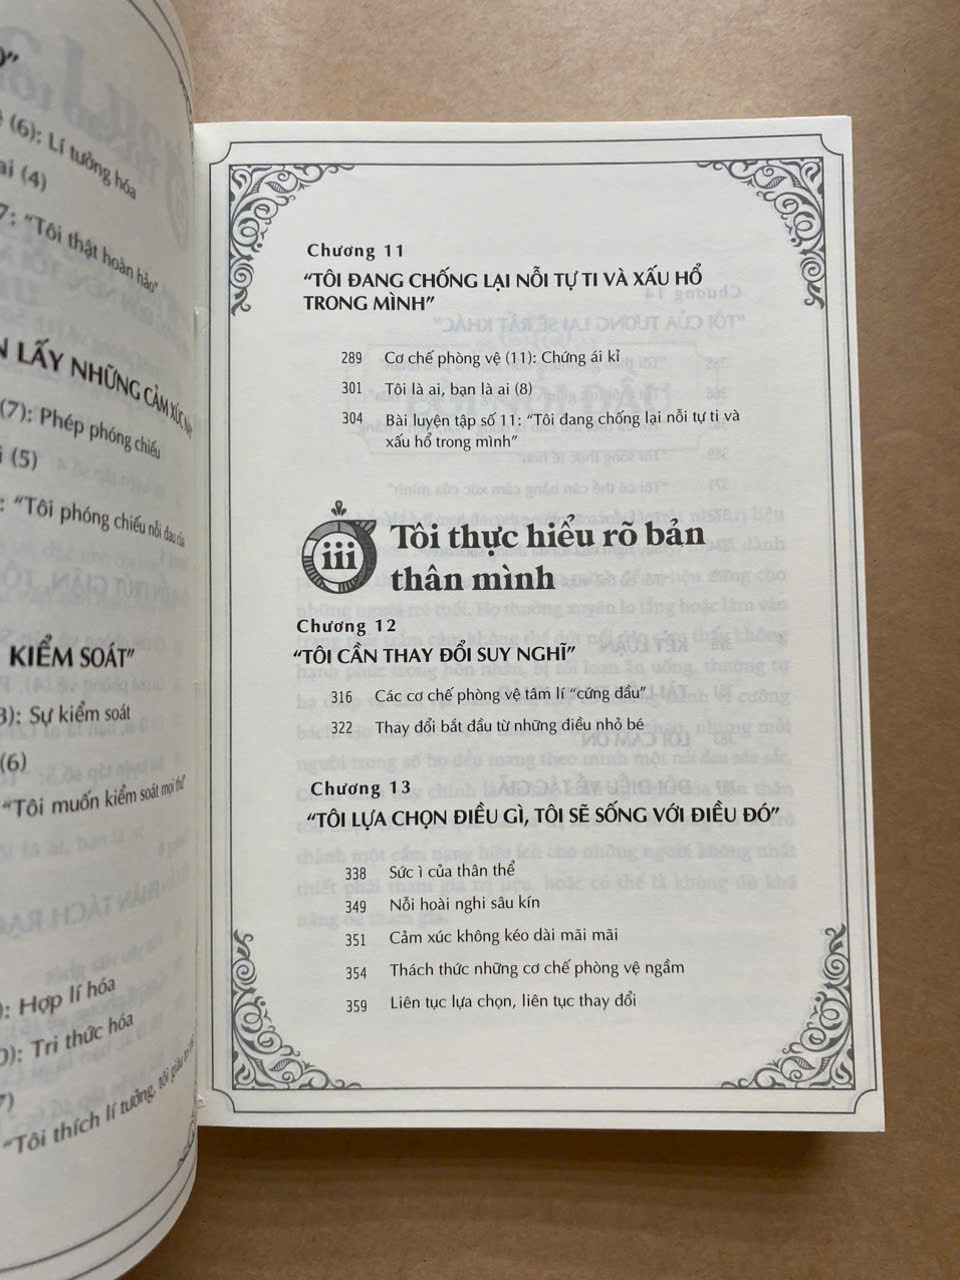 Ệ (6): Lí tưởng hóa
ai (4)
7: “Tôi thật hoàn hảo”
LẤY NHỮNG CẢM XÚC
(7): Phép phóng chiếu
i (5)
: “Tôi phóng chiếu nỗi đau của
KIỂM SOÁT”
): Sự kiểm soát
(6)
“Tôi muốn kiểm soát mọi thứ”
): Hợp lí hóa
0): Tri thức hóa
7)
“Tôi thích lí tưởng, tôi
Chương 11
“TÔI ĐANG CHỐNG LẠI NỖI TỰ TI VÀ XẤU HỔ
TRONG MÌNH”
289 Cơ chế phòng vệ (11): Chứng ái kỉ
301 Tôi là ai, bạn là ai (8)
304 Bài luyện tập số 11: “Tôi đang chống lại nỗi tự ti và
xấu hổ trong mình”
iii Tôi thực hiểu rõ bản
thân mình
Chương 12
“TÔI CẦN THAY ĐỔI SUY NGHĨ”
316 Các cơ chế phòng vệ tâm lí “cứng đầu”
322 Thay đổi bắt đầu từ những điều nhỏ bé
Chương 13
“TÔI LỰA CHỌN ĐIỀU GÌ, TÔI SẼ SỐNG VỚI ĐIỀU ĐÓ”
338 Sức ì của thân thể
349 Nỗi hoài nghi sâu kín
351 Cảm xúc không kéo dài mãi mãi
354 Thách thức những cơ chế phòng vệ ngầm
359 Liên tục lựa chọn, liên tục thay đổi